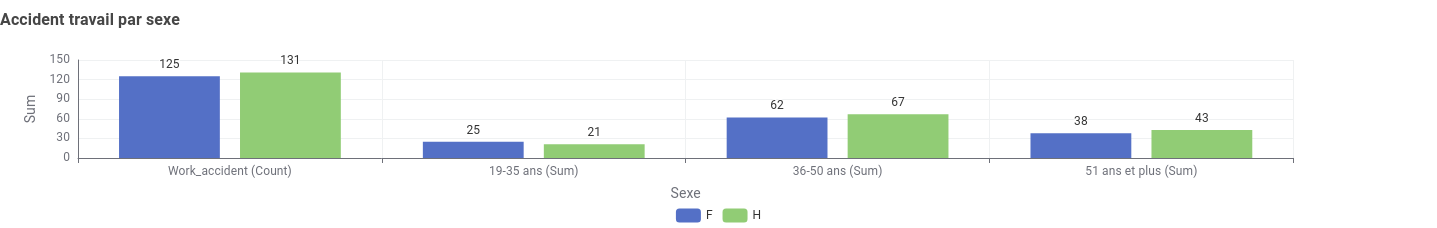 Accident travail par sexe
150
120
90
60
30
0
Sum
125
131
25
21
62
67
38
43
Work_accident (Count)
19-35 ans (Sum)
36-50 ans (Sum)
51 ans et plus (Sum)
Sexe
F
H